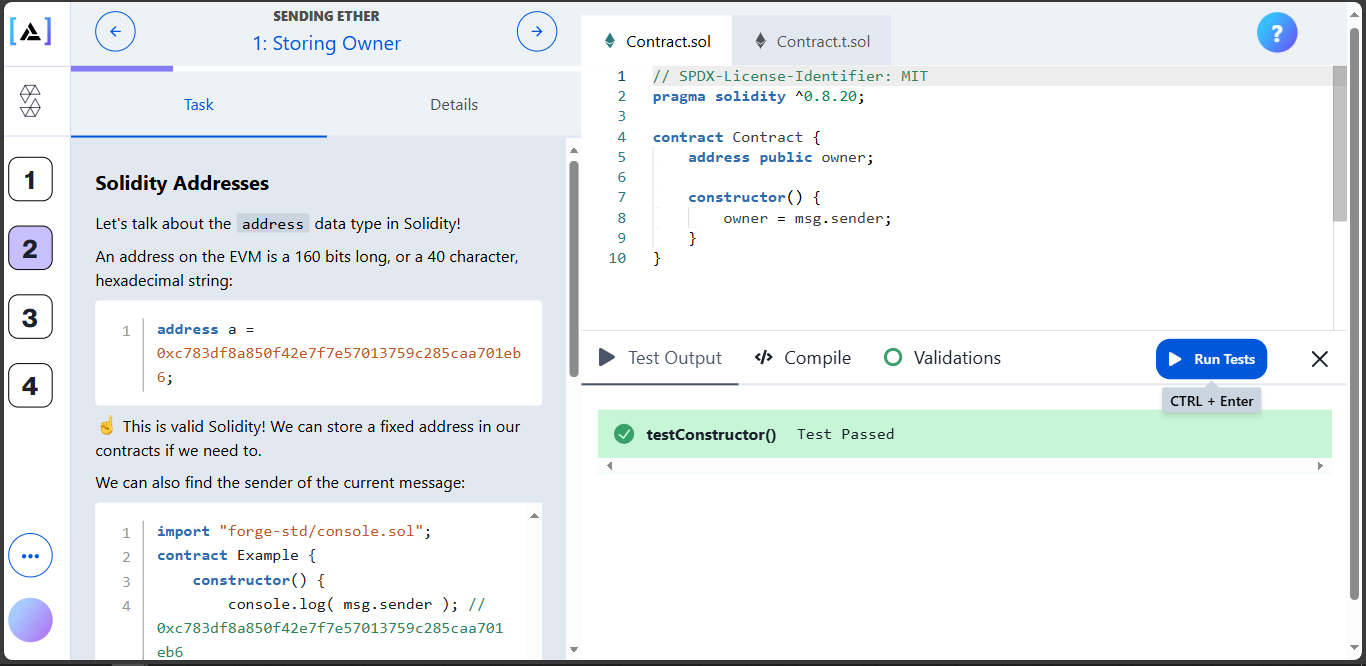 SENDING ETHER
1: Storing Owner
Task
Details
1
2
3
4
Solidity Addresses
Let's talk about the address data type in Solidity!
An address on the EVM is a 160 bits long, or a 40 character,
hexadecimal string:
1 address a =
0xc783df8a850f42e7f7e57013759c285caa701eb
6;
☝️ This is valid Solidity! We can store a fixed address in our
contracts if we need to.
We can also find the sender of the current message:
1 import "forge-std/console.sol";
2 contract Example {
3 constructor() {
4 console.log( msg.sender ); //
0xc783df8a850f42e7f7e57013759c285caa701
eb6
Contract.sol
Contract.t.sol
?
1 // SPDX-License-Identifier: MIT
2 pragma solidity ^0.8.20;
3
4 contract Contract {
5 address public owner;
6
7 constructor() {
8 owner = msg.sender;
9 }
10 }
Test Output
Compile
Validations
Run Tests
CTRL + Enter
testConstructor() Test Passed